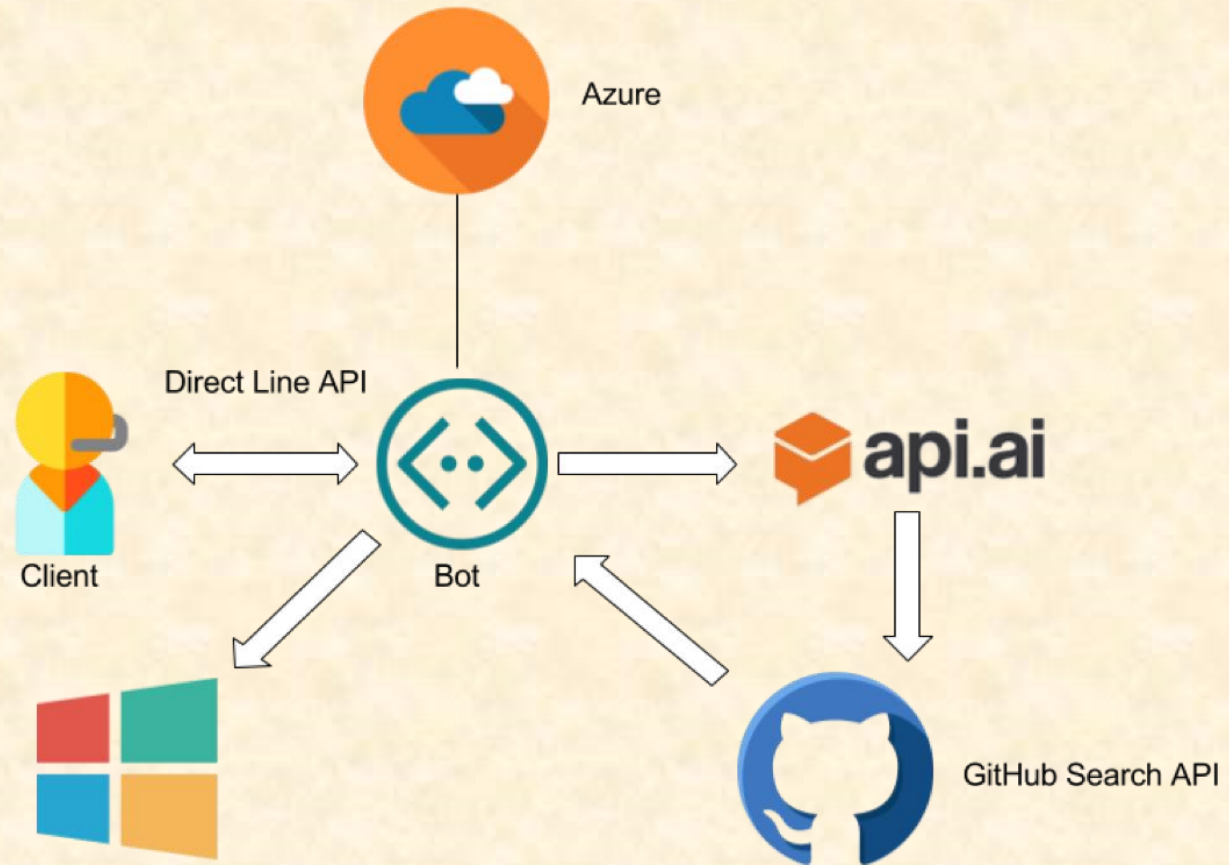 Azure
Direct Line API
api.ai
Client
Bot
GitHub Search API